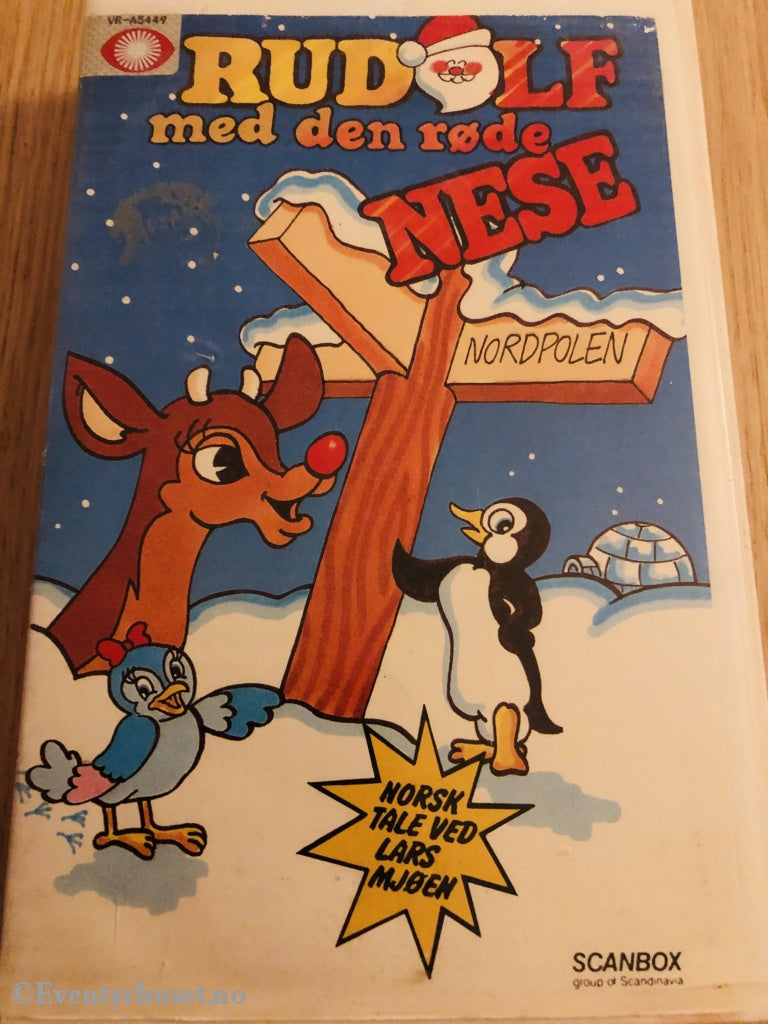 VR-A5449
RUDOLF
med den røde
NESE
NORDPOLEN
NORSK
TALE VED
LARS
MJØEN
SCANBOX
group of Scandinavia
©Eventyrhuset.no